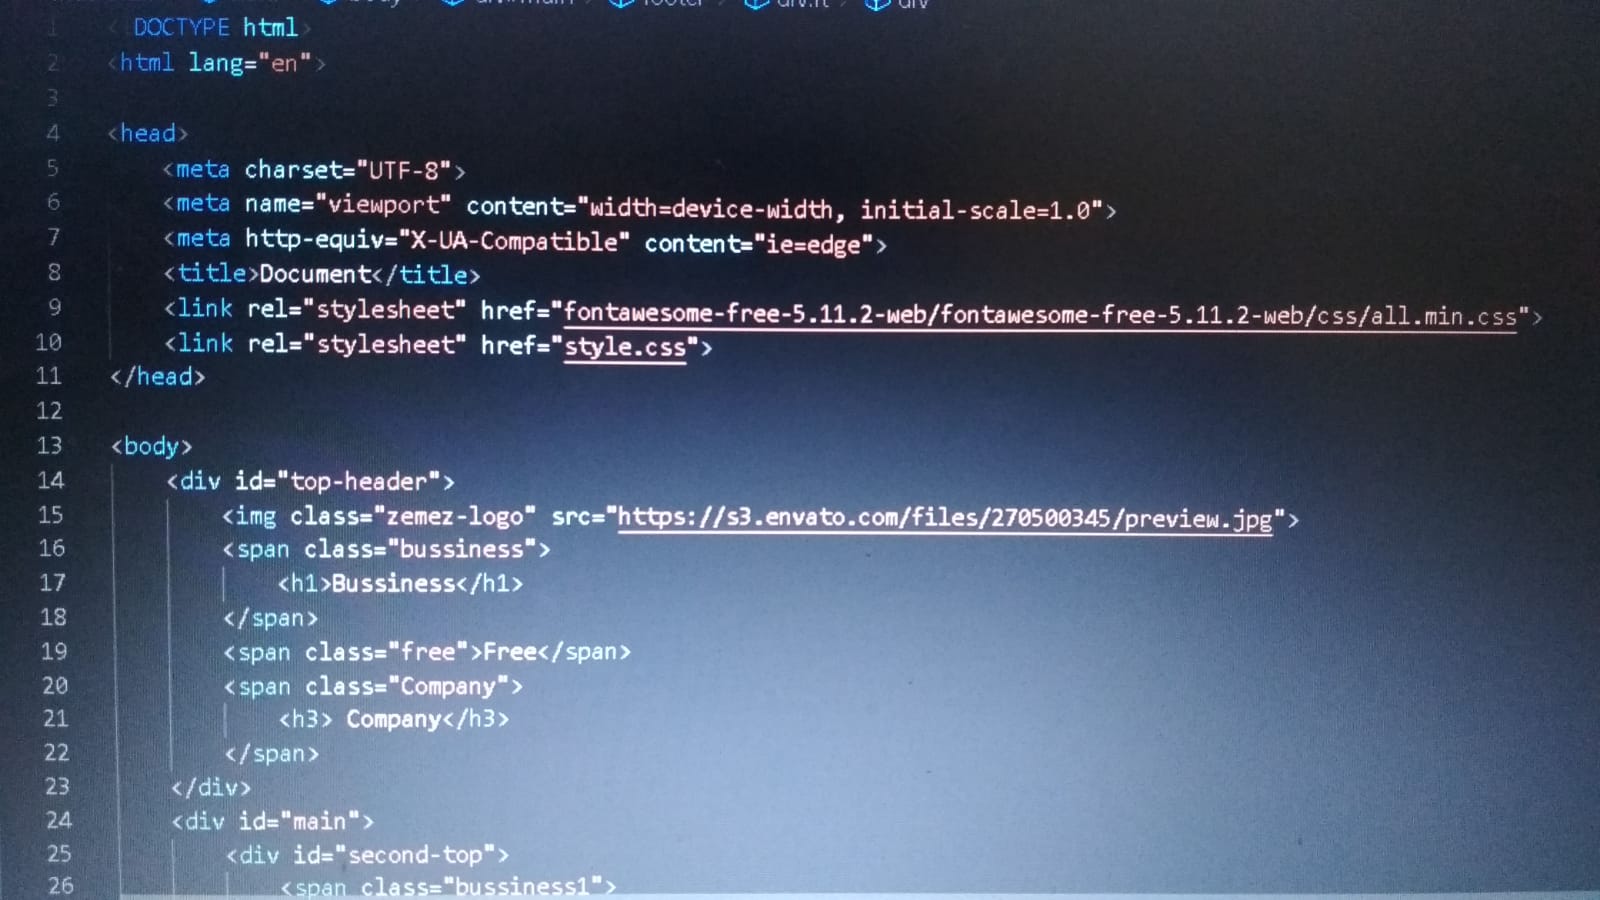 div#main footer div.rt div
1 DOCTYPE html>
2 <html lang="en">
3
4 <head>
5 <meta charset="UTF-8">
6 <meta name="viewport" content="width=device-width, initial-scale=1.0">
7 <meta http-equiv="X-UA-Compatible" content="ie=edge">
8 <title>Document</title>
9 <link rel="stylesheet" href="fontawesome-free-5.11.2-web/fontawesome-free-5.11.2-web/css/all.min.css">
10 <link rel="stylesheet" href="style.css">
11 </head>
12
13 <body>
14 <div id="top-header">
15 <img class="zemez-logo" src="https://s3.envato.com/files/270500345/preview.jpg">
16 <span class="bussiness">
17 <h1>Bussiness</h1>
18 </span>
19 <span class="free">Free</span>
20 <span class="Company">
21 <h3> Company</h3>
22 </span>
23 </div>
24 <div id="main">
25 <div id="second-top">
26 <span class="bussiness1">